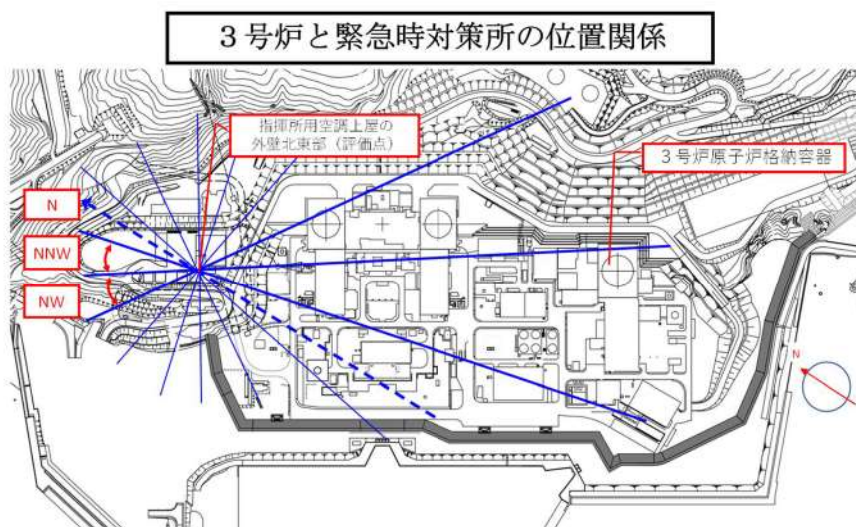 ３号炉と緊急時対策所の位置関係
指揮所用空調上屋の
外壁北東部（評価点）
３号炉原子炉格納容器
N
NNW
NW
N